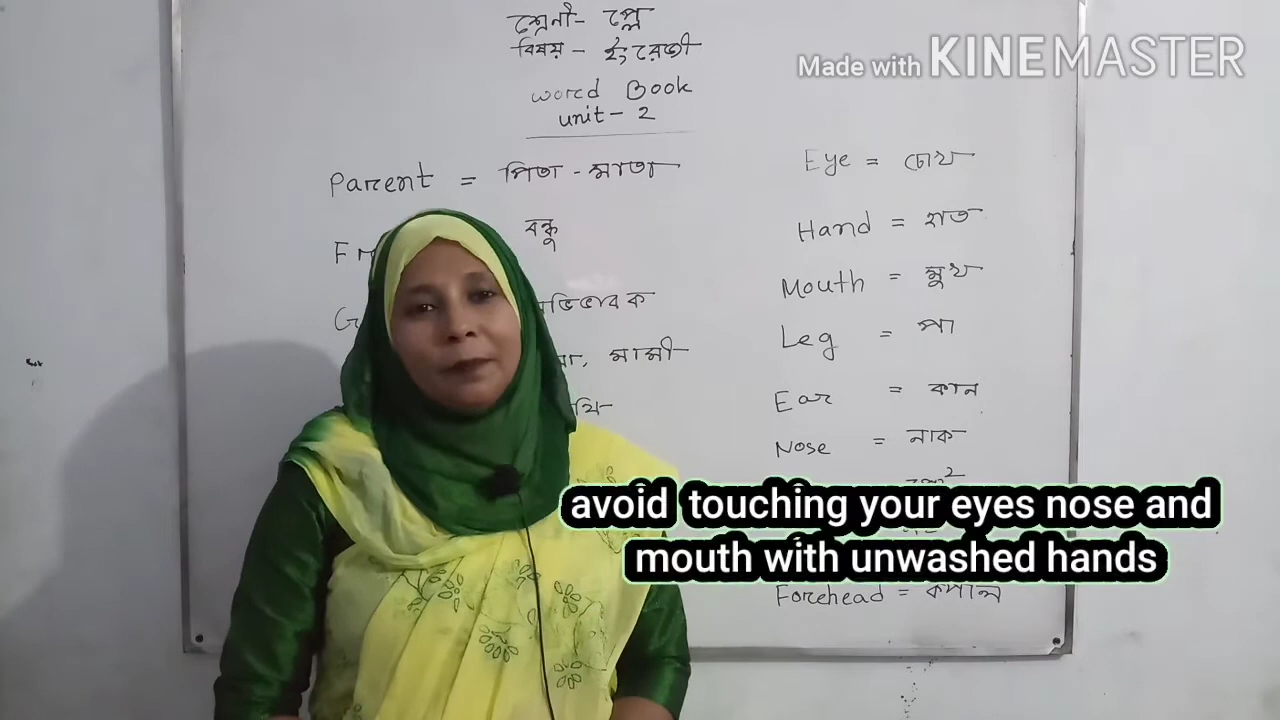 শ্রেনী - প্লে
বিষয় - ইংরেজী
Word Book
unit - 2
Made with KINEMASTER
Parent = পিতা - মাতা
বন্ধু
মাসী
Eye = চোখ
Hand = হাত
Mouth = মুখ
Leg = পা
Ear = কান
Nose = নাক
avoid touching your eyes nose and
mouth with unwashed hands
Forehead = কপাল